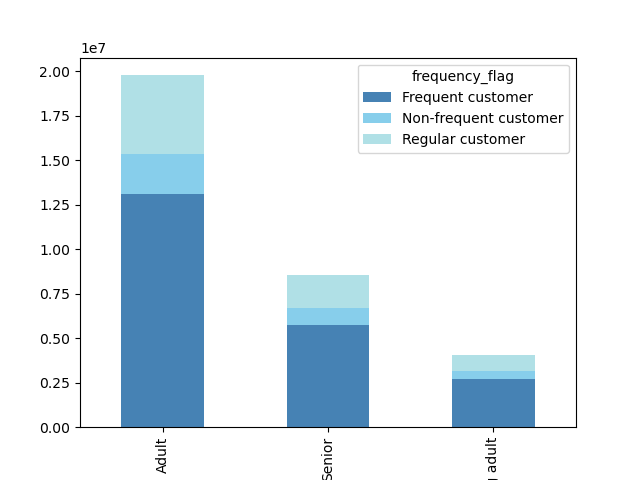 1e7
2.00
1.75
1.50
1.25
1.00
0.75
0.50
0.25
0.00
frequency_flag
Frequent customer
Non-frequent customer
Regular customer
Adult
Senior
adult